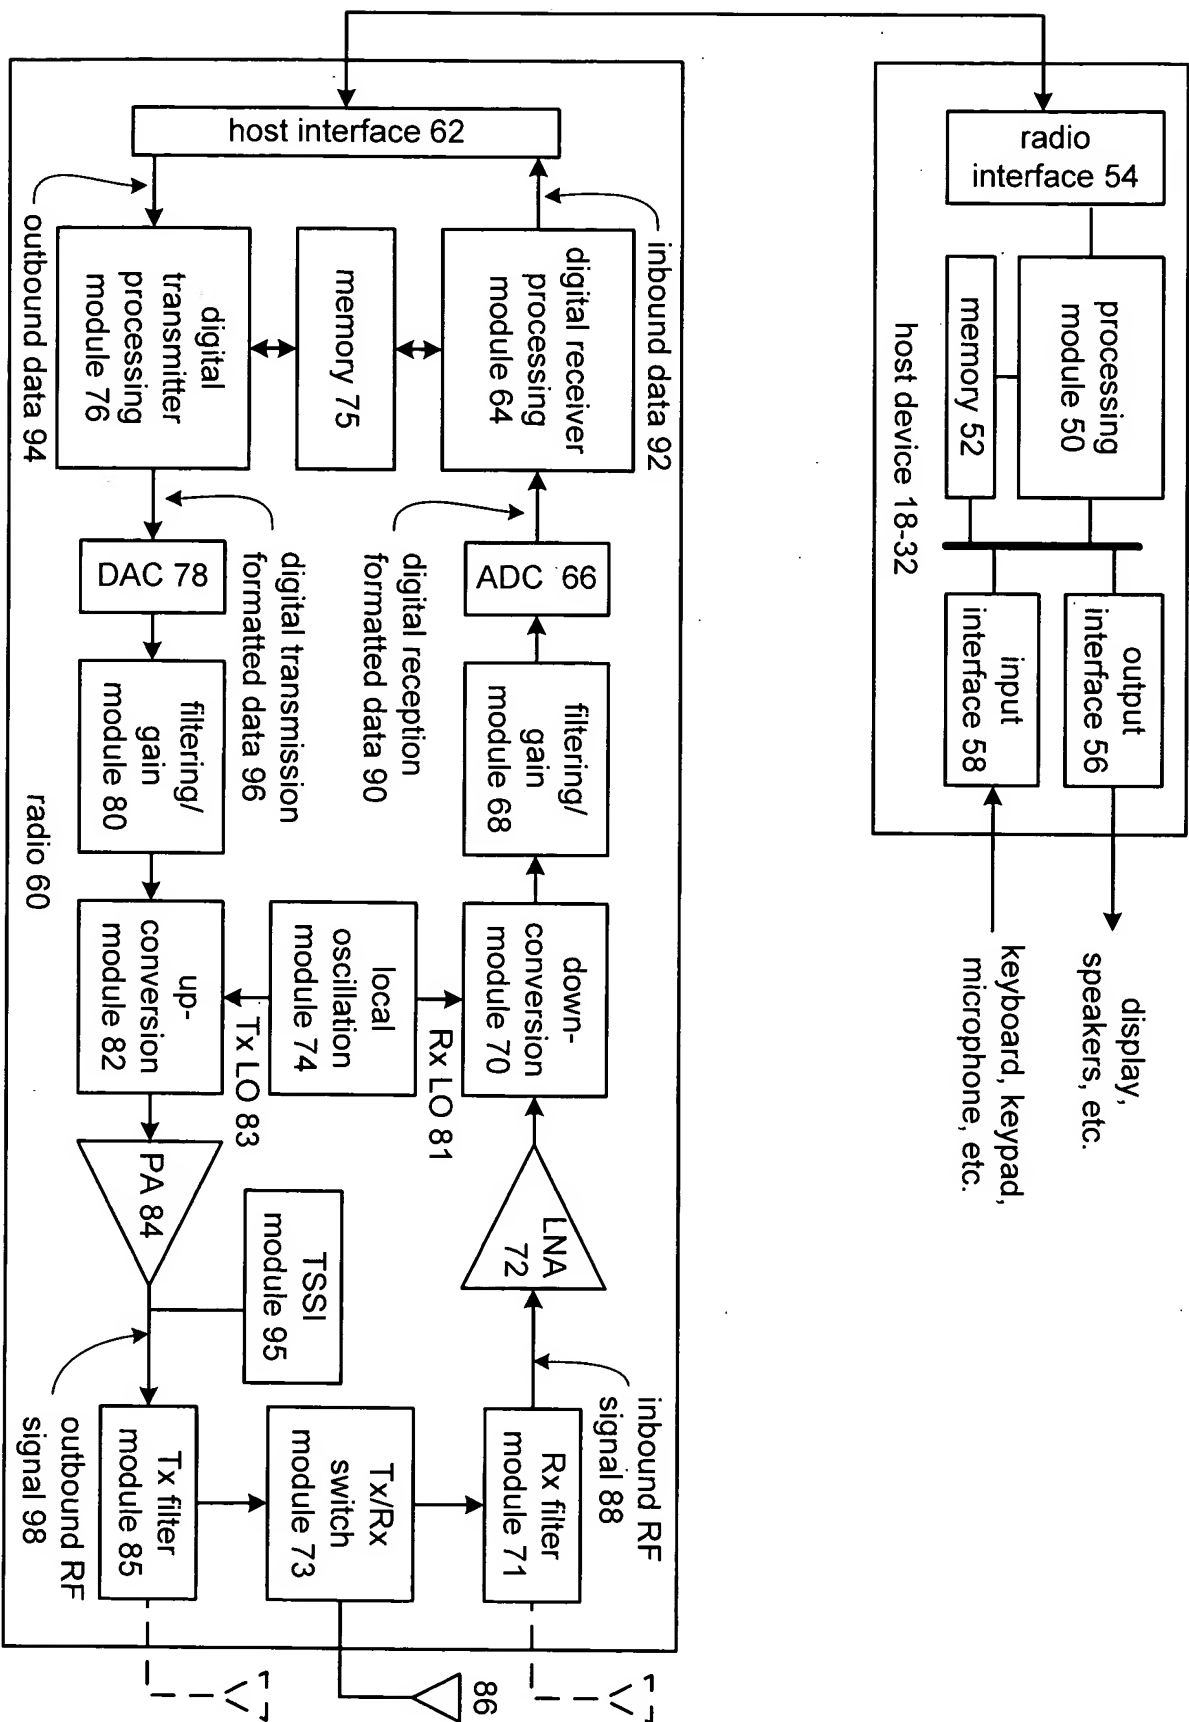 radio
interface 54
processing
module 50
memory 52
host device 18-32
output
interface 56
input
interface 58
display,
speakers, etc.
keyboard, keypad,
microphone, etc.
host interface 62
inbound data 92
digital receiver
processing
module 64
memory 75
digital
transmitter
processing
module 76
outbound data 94
ADC 66
digital reception
formatted data 90
digital transmission
formatted data 96
DAC 78
filtering/
gain
module 68
filtering/
gain
module 80
radio 60
down-
conversion
module 70
local
oscillation
module 74
up-
conversion
module 82
Rx LO 81
Tx LO 83
LNA
72
PA 84
TSSI
module 95
inbound RF
signal 88
Rx filter
module 71
Tx/Rx
switch
module 73
Tx filter
module 85
outbound RF
signal 98
86